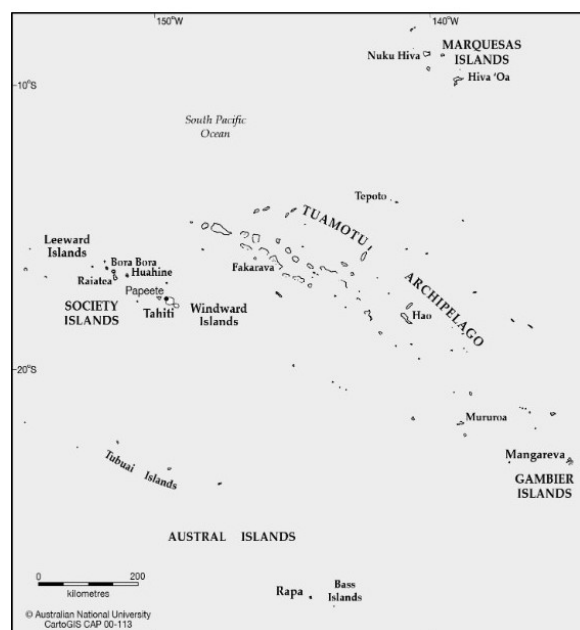 150°W
140°W
Nuku Hiva
MARQUESAS
ISLANDS
Hiva ‘Oa
10°S
South Pacific
Ocean
Tepoto
TUAMOTU
ARCHIPELAGO
Leeward
Islands
Bora Bora
Huahine
Raiatea
Papeete
Fakarava
SOCIETY
ISLANDS
Tahiti
Windward
Islands
Hao
20°S
Mururoa
Mangareva
GAMBIER
ISLANDS
Tubuai Islands
AUSTRAL ISLANDS
0 200
kilometres
Rapa
Bass
Islands
© Australian National University
CartoGIS CAP 00-113